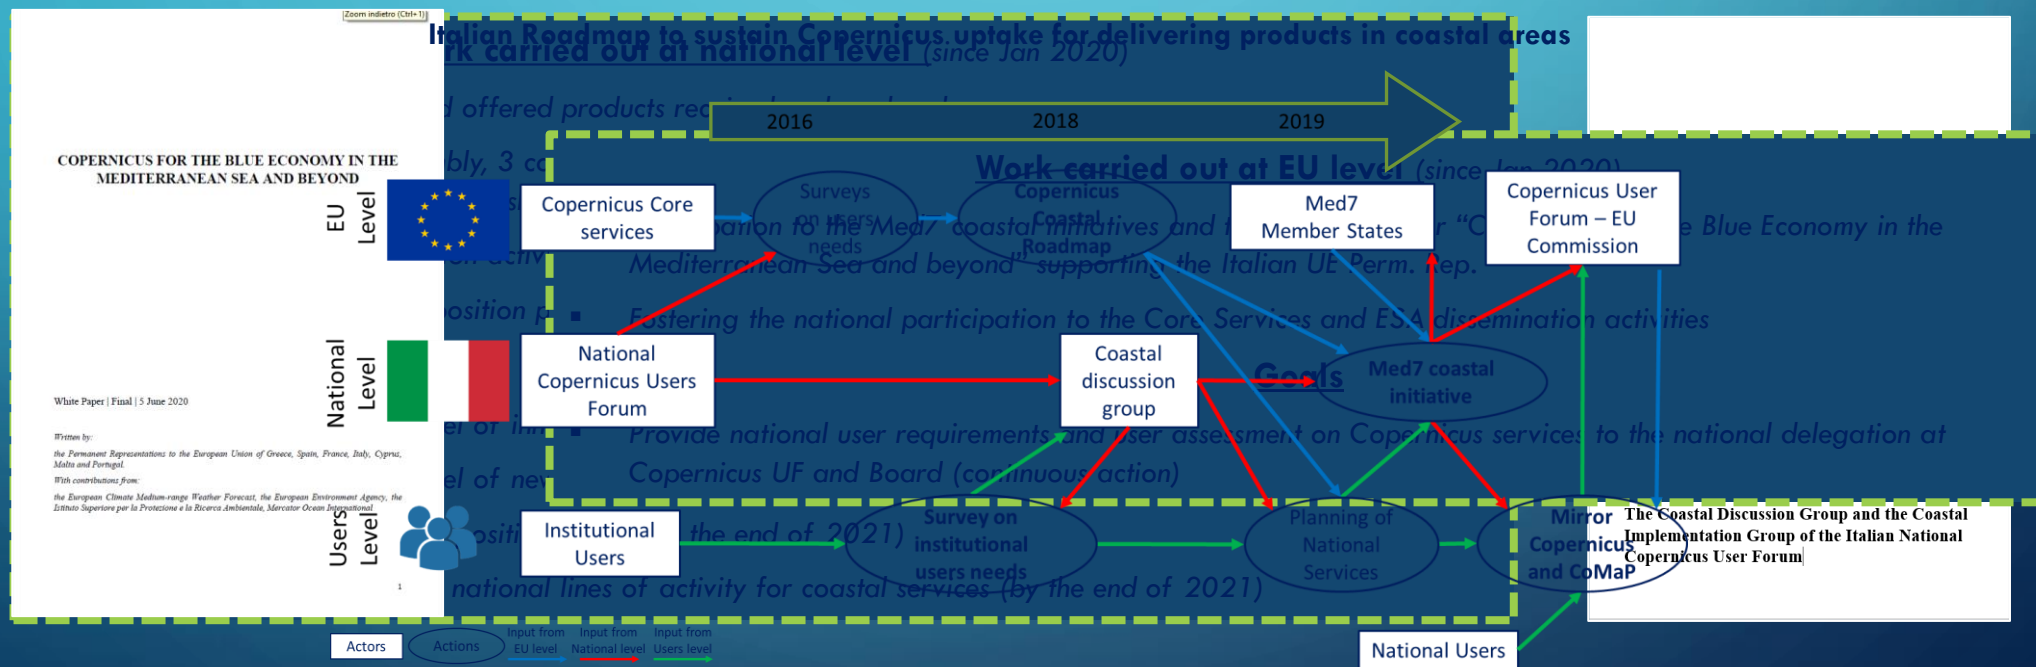 Zoom indietro (Ctrl+1)
Italian Roadmap to sustain Copernicus uptake for delivering products in coastal areas
carried out at national level (since Jan 2020)
offered products
2016
2018
2019
COPERNICUS FOR THE BLUE ECONOMY IN THE
MEDITERRANEAN SEA AND BEYOND
Work carried out at EU level (since Jan 2020)
EU
Level
Copernicus Core
services
Surveys
on users
needs
Copernicus
Coastal
Roadmap
Med7
Member States
Copernicus User
Forum – EU
Commission
to the Med7 coastal initiatives and
Blue Economy in the
Mediterranean Sea and beyond” supporting the Italian UE Perm. Rep.
▪ Fostering the national participation to the Core Services and ESA dissemination activities
National
Level
National
Copernicus Users
Forum
Coastal
discussion
group
Goals
Med7 coastal
initiative
White Paper | Final | 5 June 2020
Written by:
the Permanent Representations to the European Union of Greece, Spain, France, Italy, Cyprus,
Malta and Portugal.
With contributions from:
the European Climate Medium-range Weather Forecast, the European Environment Agency, the
Istituto Superiore per la Protezione e la Ricerca Ambientale, Mercator Ocean International
1
▪ Provide national user requirements and user assessment on Copernicus services to the national delegation at
Copernicus UF and Board (continuous action)
Users
Level
Institutional
Users
the end of 2021)
Survey on
institutional
users needs
Planning of
National
Services
Mirror
Copernicus
and CoMaP
The Coastal Discussion Group and the Coastal
Implementation Group of the Italian National
Copernicus User Forum
national lines of activity for coastal services (by the end of 2021)
National Users
Actors
Actions
Input from
EU level
Input from
National level
Input from
Users level